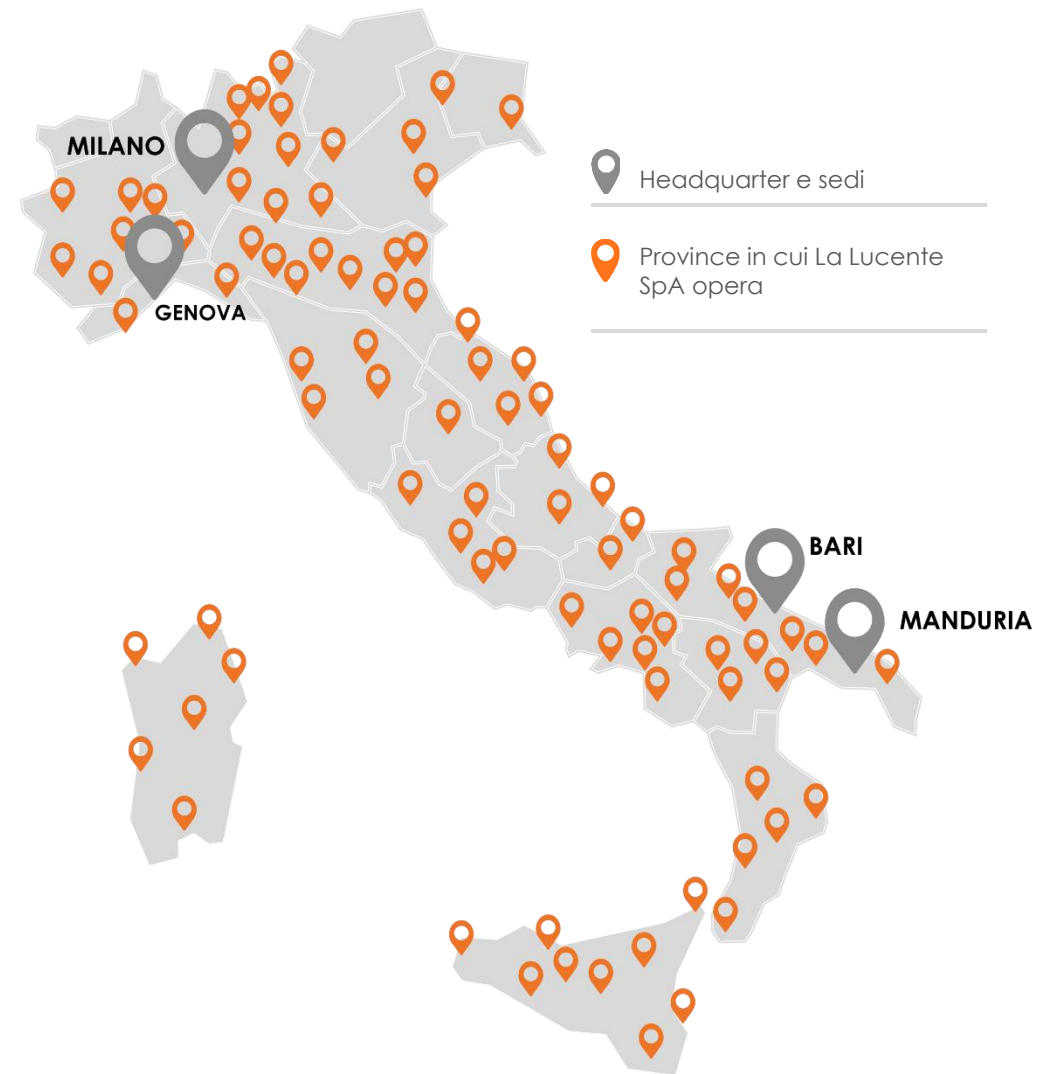 MILANO
GENOVA
Headquarter e sedi
Province in cui La Lucente
SpA opera
BARI
MANDURIA